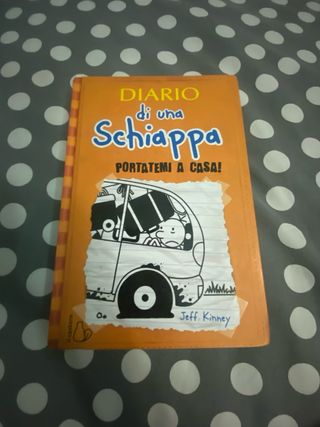 DIARIO
di una
Schiappa
PORTATEMI A CASA!
Jeff Kinney